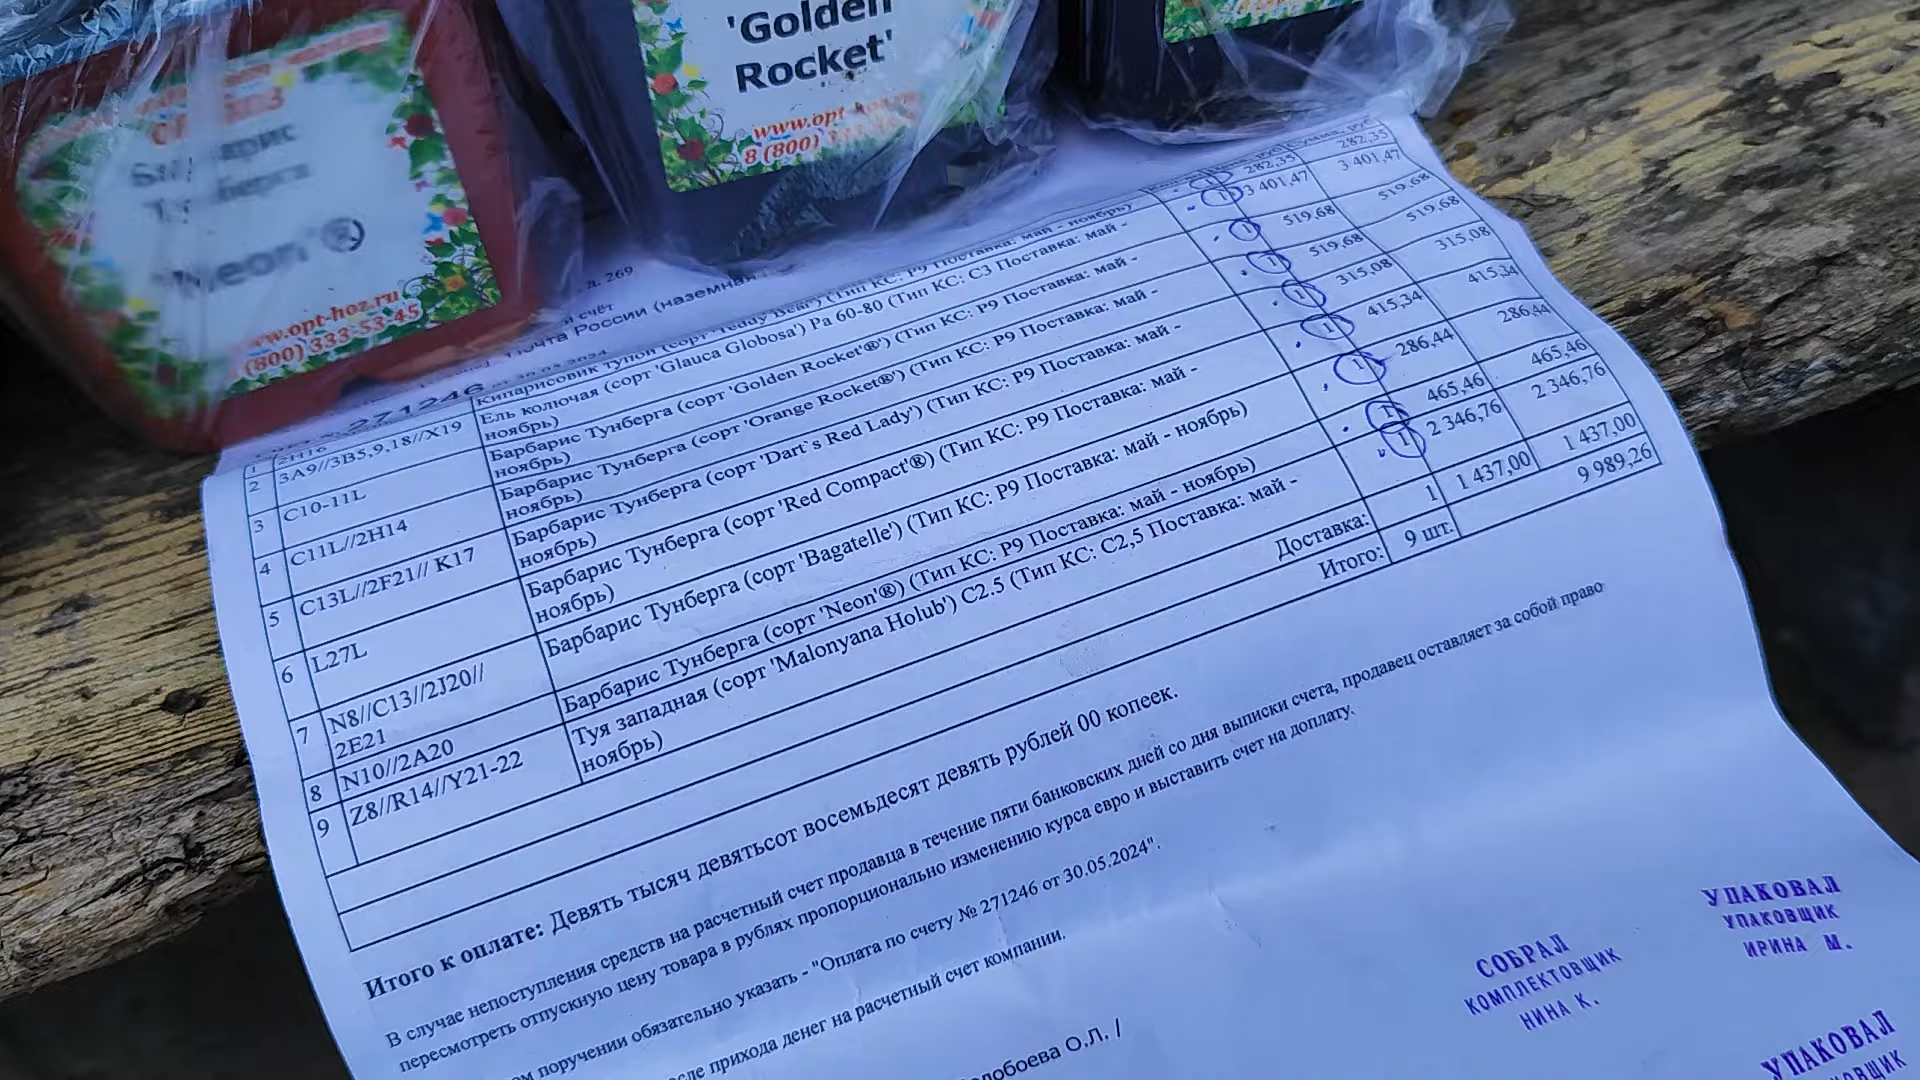 'Golden
Rocket'
www.opt-
8 (800)
'Neon'®
www.opt-hoz.ru
(800) 333-53-45
л. 269
счёт
Почта России (наземная
271246 от 30.05.2024
1 2H16 Кипарисовик тупой (сорт 'Teddy Bear') (Тип КС: P9 Поставка: май - ноябрь) 1 282,35 282,35
2 3A9//3B5,9,18//X19 Ель колючая (сорт 'Glauca Globosa') Pa 60-80 (Тип КС: C3 Поставка: май - 1 3 401,47 3 401,47
ноябрь)
3 C10-11L Барбарис Тунберга (сорт 'Golden Rocket'®) (Тип КС: P9 Поставка: май - 1 519,68 519,68
ноябрь)
4 C11L//2H14 Барбарис Тунберга (сорт 'Orange Rocket®) (Тип КС: P9 Поставка: май - 1 519,68 519,68
ноябрь)
5 C13L//2F21// K17 Барбарис Тунберга (сорт 'Dart`s Red Lady') (Тип КС: P9 Поставка: май - 1 315,08 315,08
ноябрь)
6 L27L Барбарис Тунберга (сорт 'Red Compact'®) (Тип КС: P9 Поставка: май - 1 415,34 415,34
ноябрь)
7 N8//C13//2J20// Барбарис Тунберга (сорт 'Bagatelle') (Тип КС: P9 Поставка: май - ноябрь) 1 286,44 286,44
2E21
8 N10//2A20 Барбарис Тунберга (сорт 'Neon'®) (Тип КС: P9 Поставка: май - ноябрь) 1 465,46 465,46
9 Z8//R14//Y21-22 Туя западная (сорт 'Malonyana Holub') C2.5 (Тип КС: C2,5 Поставка: май - 1 2 346,76 2 346,76
ноябрь)
Доставка: 1 1 437,00 1 437,00
Итого: 9 шт. 9 989,26
Итого к оплате: Девять тысяч девятьсот восемьдесят девять рублей 00 копеек.
В случае непоступления средств на расчетный счет продавца в течение пяти банковских дней со дня выписки счета, продавец оставляет за собой право
пересмотреть отпускную цену товара в рублях пропорционально изменению курса евро и выставить счет на доплату.
поручении обязательно указать - "Оплата по счету № 271246 от 30.05.2024".
прихода денег на расчетный счет компании.
О.Л. /
СОБРАЛ
КОМПЛЕКТОВЩИК
НИНА К.
УПАКОВАЛ
УПАКОВЩИК
ИРИНА М.
УПАКОВАЛ